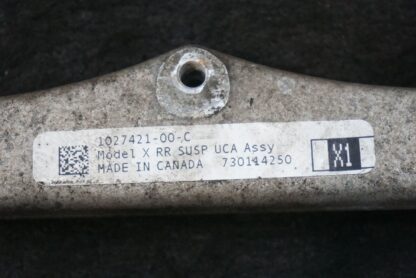 1027421-00-C
Model X RR SUSP UCA Assy
MADE IN CANADA 730144250
X1